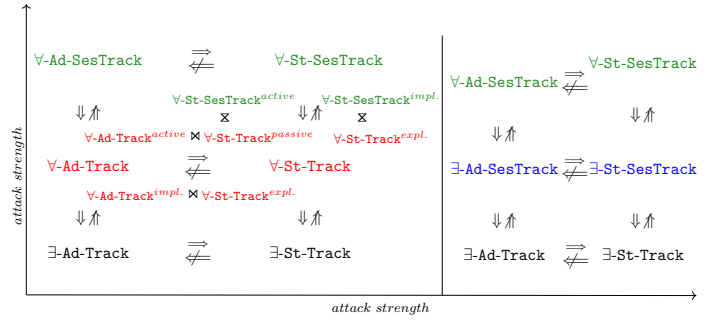 ∀-Ad-SesTrack ⇒ ⇍ ∀-St-SesTrack
∀-St-SesTrack^active ∀-St-SesTrack^impl.
⇓ ⇑̸ ⇓ ⇑̸ ⧖ ⧖
∀-Ad-Track^active ⋈ ∀-St-Track^passive ∀-St-Track^expl.
∀-Ad-Track ⇒ ⇍ ∀-St-Track
∀-Ad-Track^impl. ⋈ ∀-St-Track^expl.
⇓ ⇑̸ ⇓ ⇑̸
∃-Ad-Track ⇒ ⇍ ∃-St-Track
∀-Ad-SesTrack ⇒ ⇍ ∀-St-SesTrack
⇓ ⇑̸ ⇓ ⇑̸
∃-Ad-SesTrack ⇒ ⇍ ∃-St-SesTrack
⇓ ⇑̸ ⇓ ⇑̸
∃-Ad-Track ⇒ ⇍ ∃-St-Track
attack strength
attack strength